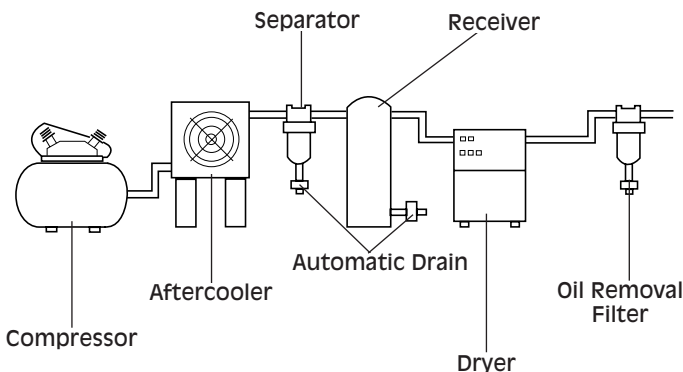 Separator
Receiver
Automatic Drain
Aftercooler
Oil Removal
Filter
Compressor
Dryer